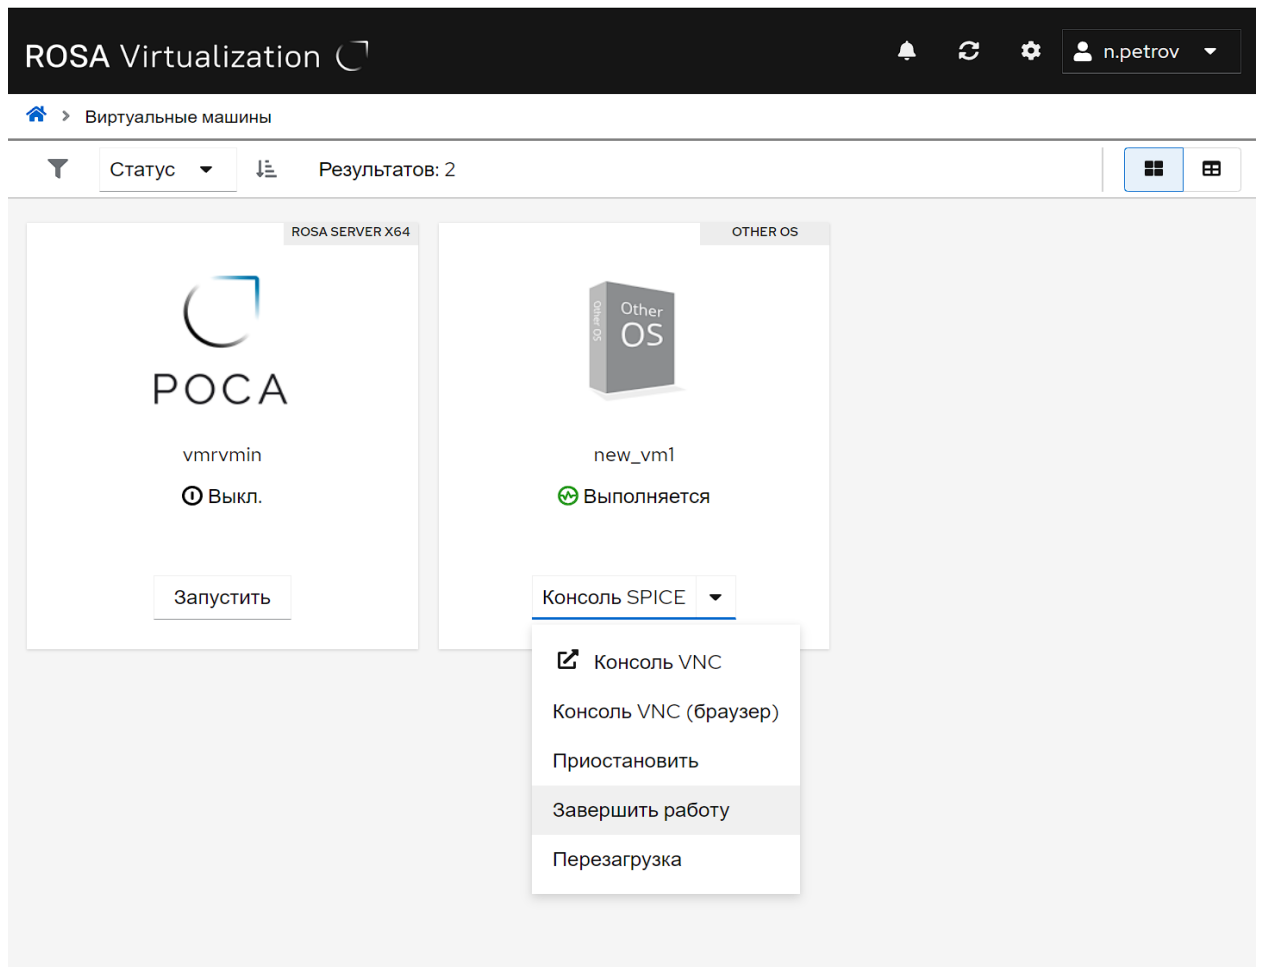 ROSA Virtualization
n.petrov
Виртуальные машины
Статус
Результатов: 2
ROSA SERVER X64
РОСА
vmrvmin
Выкл.
Запустить
OTHER OS
Other OS
Other
OS
new_vm1
Выполняется
Консоль SPICE
Консоль VNC
Консоль VNC (браузер)
Приостановить
Завершить работу
Перезагрузка